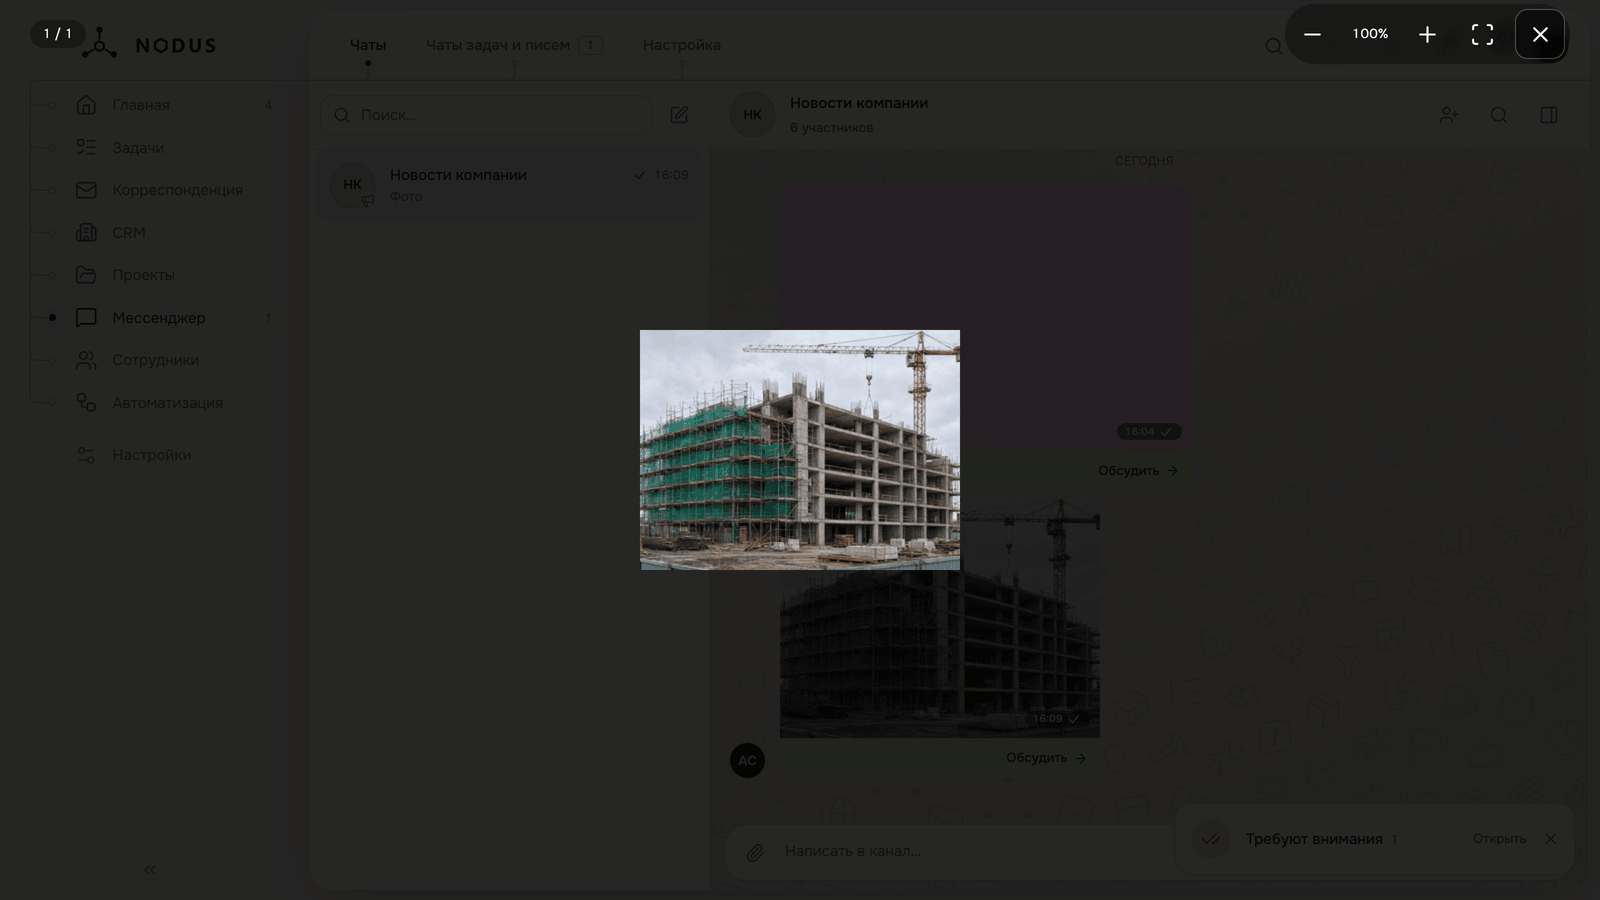 1 / 1
NODUS
Чаты
Чаты задач и писем 1
Настройка
100%
Главная 4
Задачи
Корреспонденция
CRM
Проекты
Мессенджер 1
Сотрудники
Автоматизация
Настройки
Поиск...
НК
Новости компании
16:09
Фото
НК
Новости компании
6 участников
СЕГОДНЯ
16:04
Обсудить
16:09
АС
Обсудить
Написать в канал...
Требуют внимания 1
Открыть